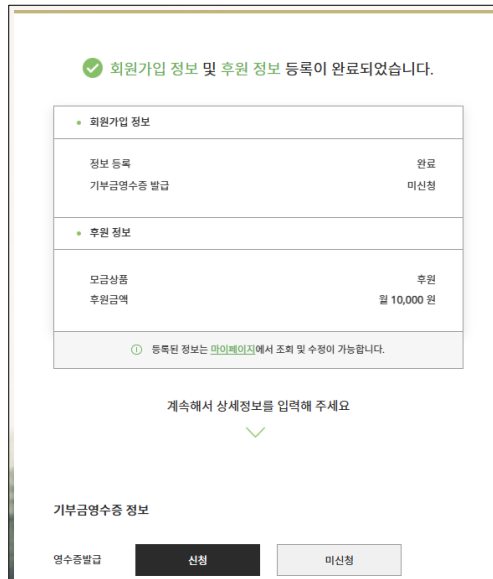 회원가입 정보 및 후원 정보 등록이 완료되었습니다.
회원가입 정보
정보 등록 완료
기부금영수증 발급 미신청
후원 정보
모금상품 후원
후원금액 월 10,000 원
등록된 정보는 마이페이지에서 조회 및 수정이 가능합니다.
계속해서 상세정보를 입력해 주세요
기부금영수증 정보
영수증발급 신청 미신청